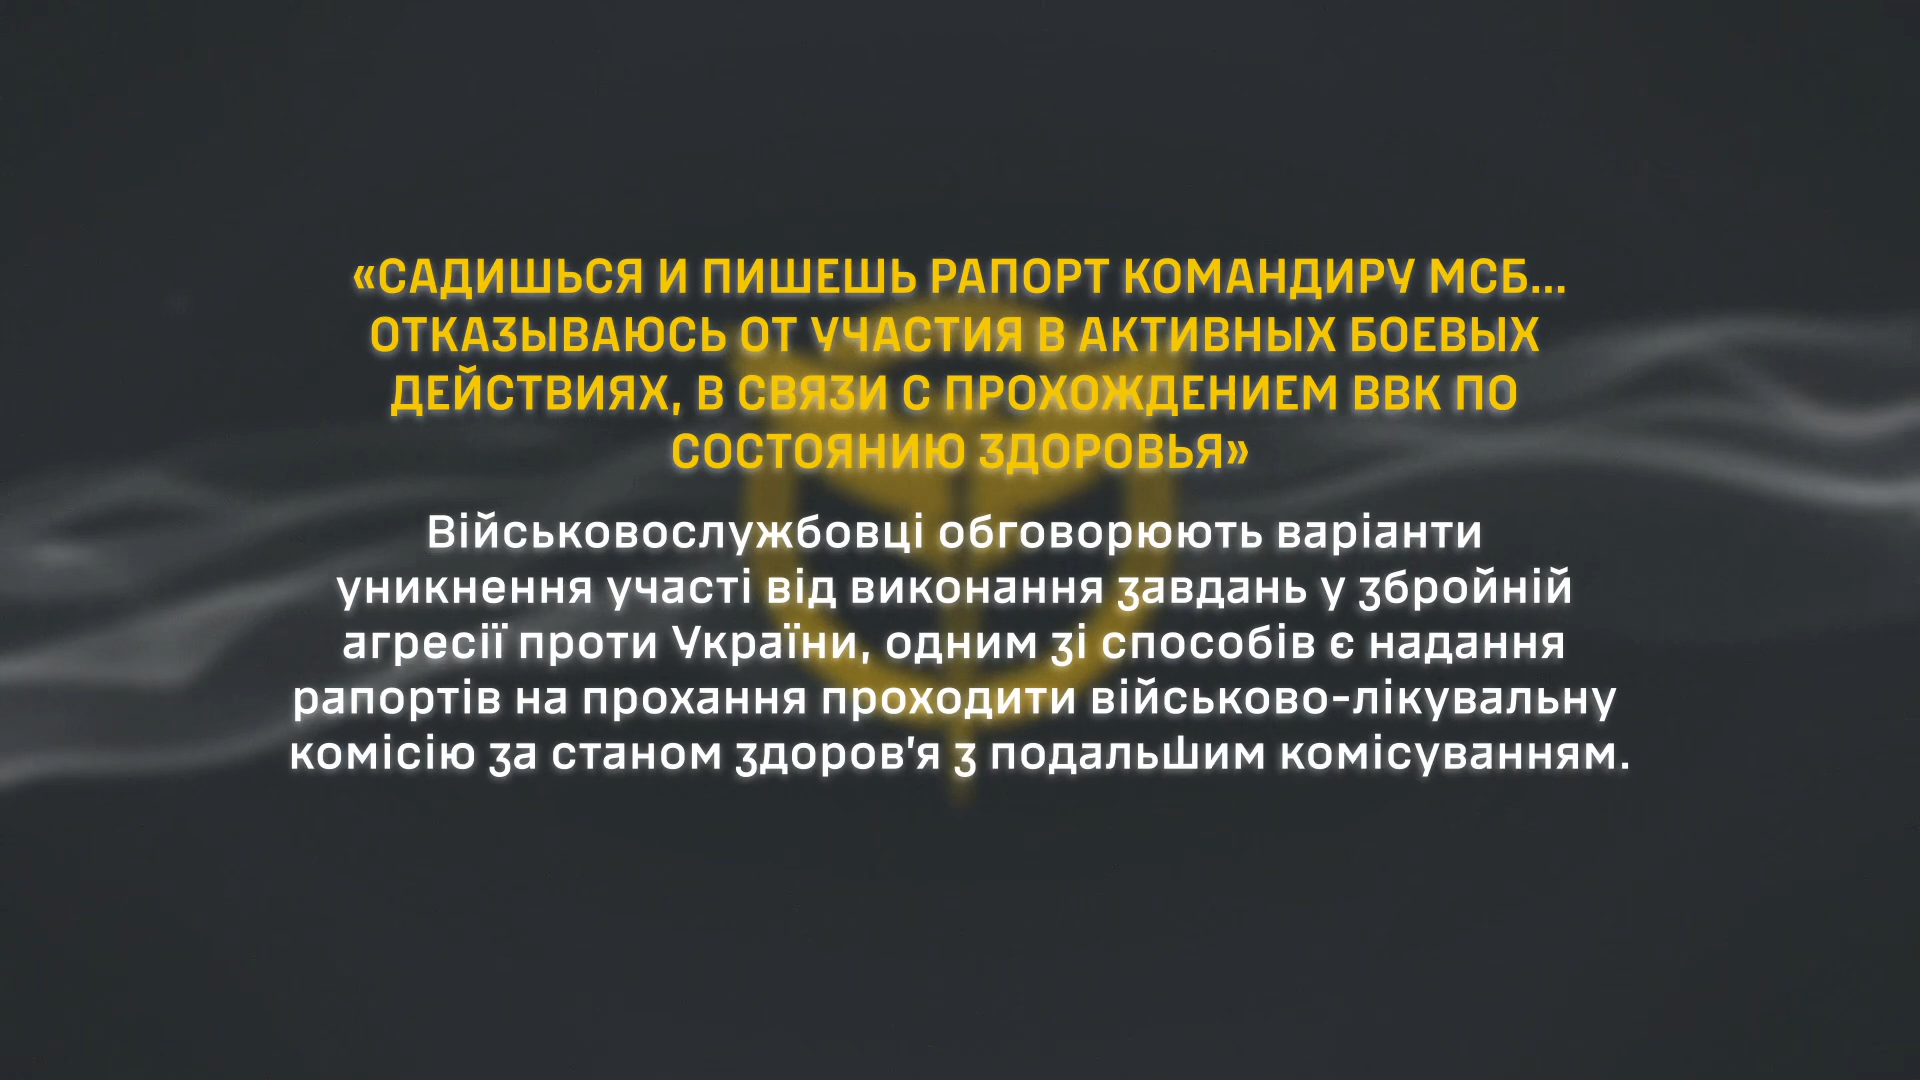 «САДИШЬСЯ И ПИШЕШЬ РАПОРТ КОМАНДИРУ МСБ...
ОТКАЗЫВАЮСЬ ОТ УЧАСТИЯ В АКТИВНЫХ БОЕВЫХ
ДЕЙСТВИЯХ, В СВЯЗИ С ПРОХОЖДЕНИЕМ ВВК ПО
СОСТОЯНИЮ ЗДОРОВЬЯ»
Військовослужбовці обговорюють варіанти
уникнення участі від виконання завдань у збройній
агресії проти України, одним зі способів є надання
рапортів на прохання проходити військово-лікувальну
комісію за станом здоров'я з подальшим комісуванням.